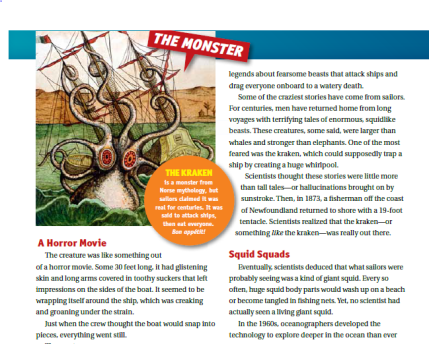 THE MONSTER
THE KRAKEN
Is a monster from
Norse mythology, but
sailors claimed it was
real for centuries. It was
said to attack ships,
then eat everyone.
Bon appétit!
A Horror Movie
The creature was like something out
of a horror movie. Some 30 feet long, it had glistening
skin and long arms covered in toothy suckers that left
impressions on the sides of the boat. It seemed to be
wrapping itself around the ship, which was creaking
and groaning under the strain.
Just when the crew thought the boat would snap into
pieces, everything went still.
legends about fearsome beasts that attack ships and
drag everyone onboard to a watery death.
Some of the craziest stories have come from sailors.
For centuries, men have returned home from long
voyages with terrifying tales of enormous, squidlike
beasts. These creatures, some said, were larger than
whales and stronger than elephants. One of the most
feared was the kraken, which could supposedly trap a
ship by creating a huge whirlpool.
Scientists thought these stories were little more
than tall tales—or hallucinations brought on by
sunstroke. Then, in 1873, a fisherman off the coast
of Newfoundland returned to shore with a 19-foot
tentacle. Scientists realized that the kraken—or
something like the kraken—was really out there.
Squid Squads
Eventually, scientists deduced that what sailors were
probably seeing was a kind of giant squid. Every so
often, huge squid body parts would wash up on a beach
or become tangled in fishing nets. Yet, no scientist had
actually seen a living giant squid.
In the 1960s, oceanographers developed the
technology to explore deeper in the ocean than ever